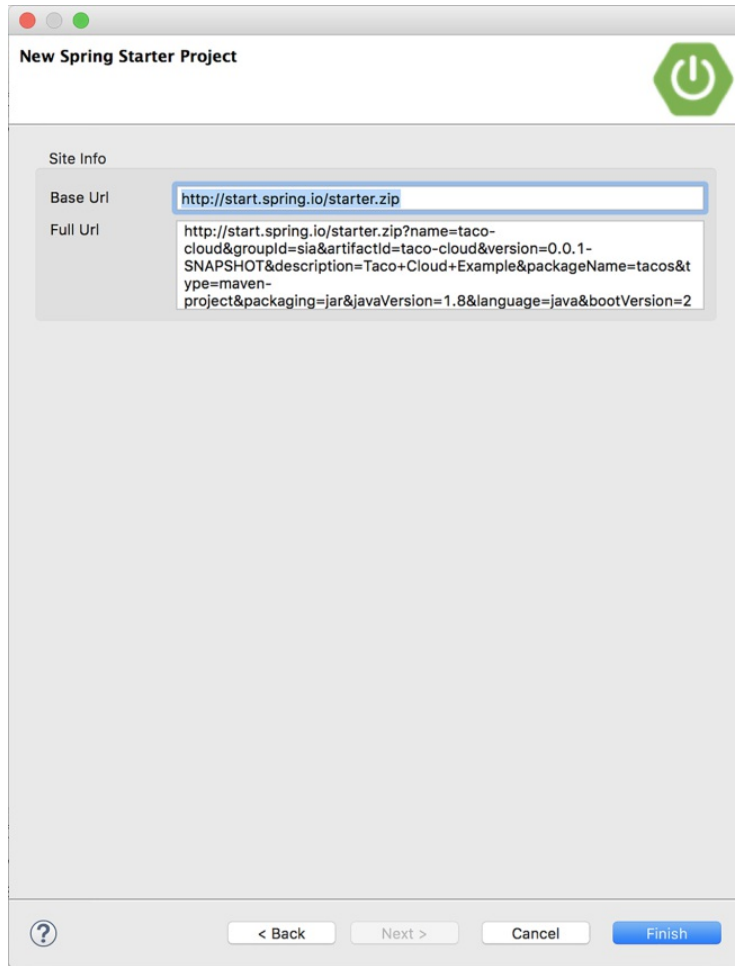 New Spring Starter Project
Site Info
Base Url
http://start.spring.io/starter.zip
Full Url
http://start.spring.io/starter.zip?name=taco-
cloud&groupId=sia&artifactId=taco-cloud&version=0.0.1-
SNAPSHOT&description=Taco+Cloud+Example&packageName=tacos&t
ype=maven-
project&packaging=jar&javaVersion=1.8&language=java&bootVersion=2
?
< Back
Next >
Cancel
Finish